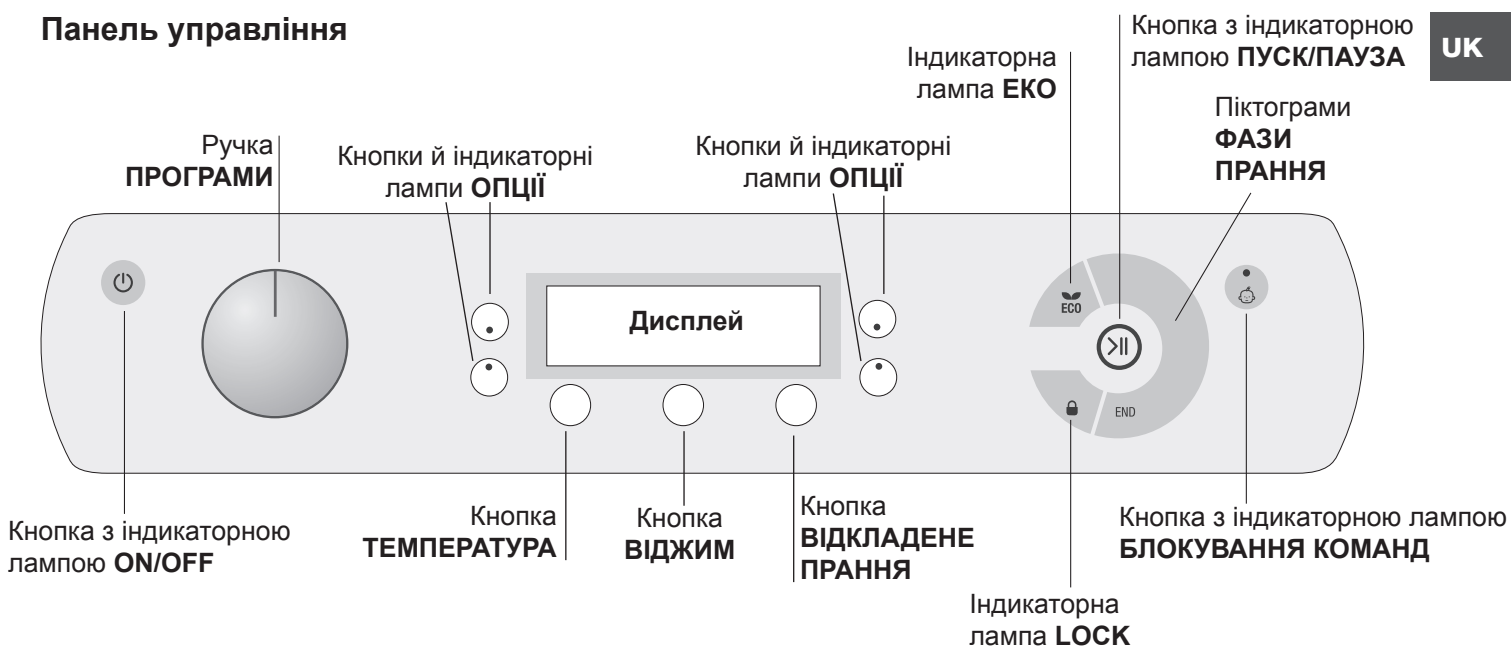 Панель управління
UK
Кнопка з індикаторною
лампою ПУСК/ПАУЗА
Індикаторна
лампа ЕКО
Піктограми
ФАЗИ
ПРАННЯ
Ручка
ПРОГРАМИ
Кнопки й індикаторні
лампи ОПЦІЇ
Кнопки й індикаторні
лампи ОПЦІЇ
Дисплей
ECO
END
Кнопка з індикаторною
лампою ON/OFF
Кнопка
ТЕМПЕРАТУРА
Кнопка
ВІДЖИМ
Кнопка
ВІДКЛАДЕНЕ
ПРАННЯ
Індикаторна
лампа LOCK
Кнопка з індикаторною лампою
БЛОКУВАННЯ КОМАНД